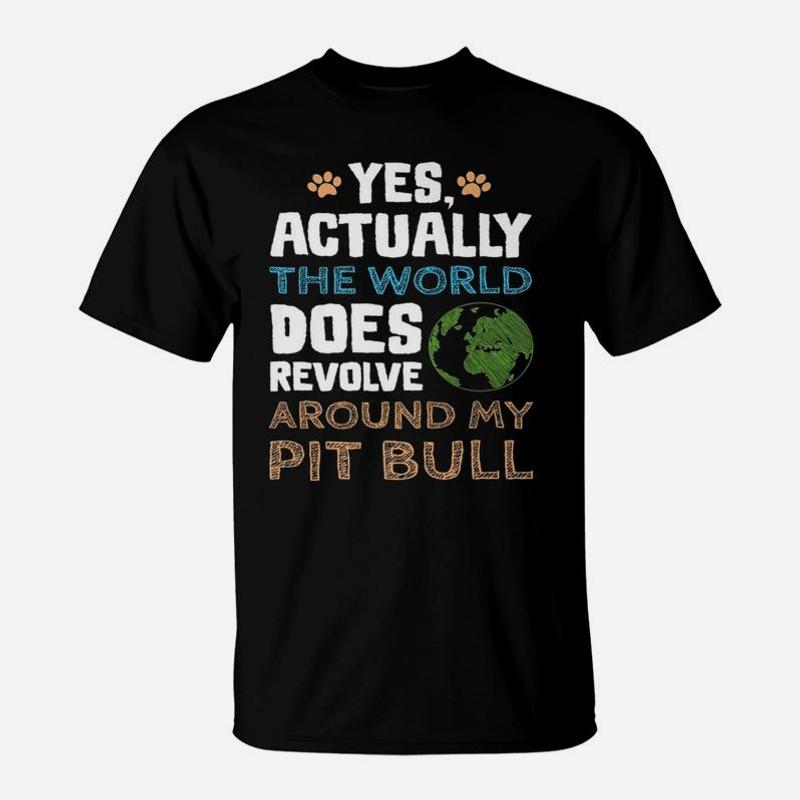 YES,
ACTUALLY
THE WORLD
DOES
REVOLVE
AROUND MY
PIT BULL